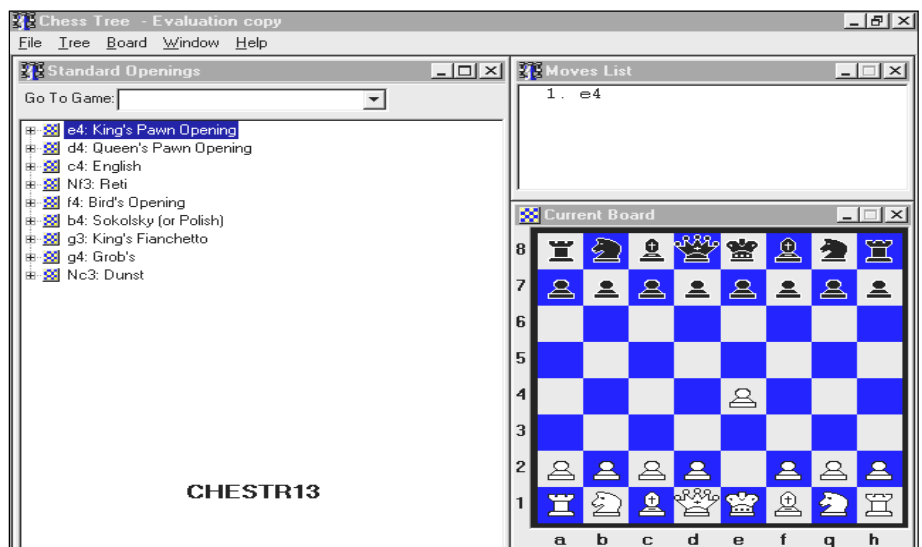 Chess Tree - Evaluation copy
File Tree Board Window Help
Standard Openings
Go To Game:
e4: King's Pawn Opening
d4: Queen's Pawn Opening
c4: English
Nf3: Reti
f4: Bird's Opening
b4: Sokolsky (or Polish)
g3: King's Fianchetto
g4: Grob's
Nc3: Dunst
CHESTR13
Moves List
1. e4
Current Board
8
7
6
5
4
3
2
1
a b c d e f g h